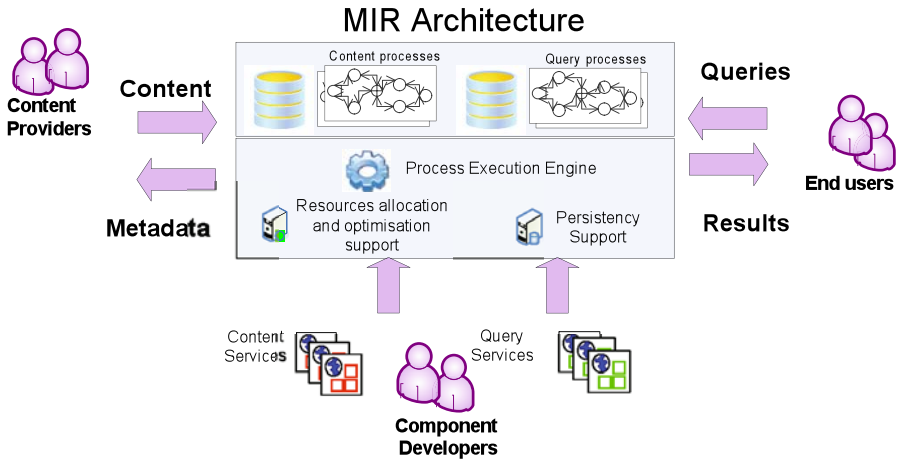 MIR Architecture
Content processes
Query processes
Content
Providers
Content
Queries
Process Execution Engine
End users
Metadata
Resources allocation
and optimisation
support
Persistency
Support
Results
Content
Services
Query
Services
Component
Developers